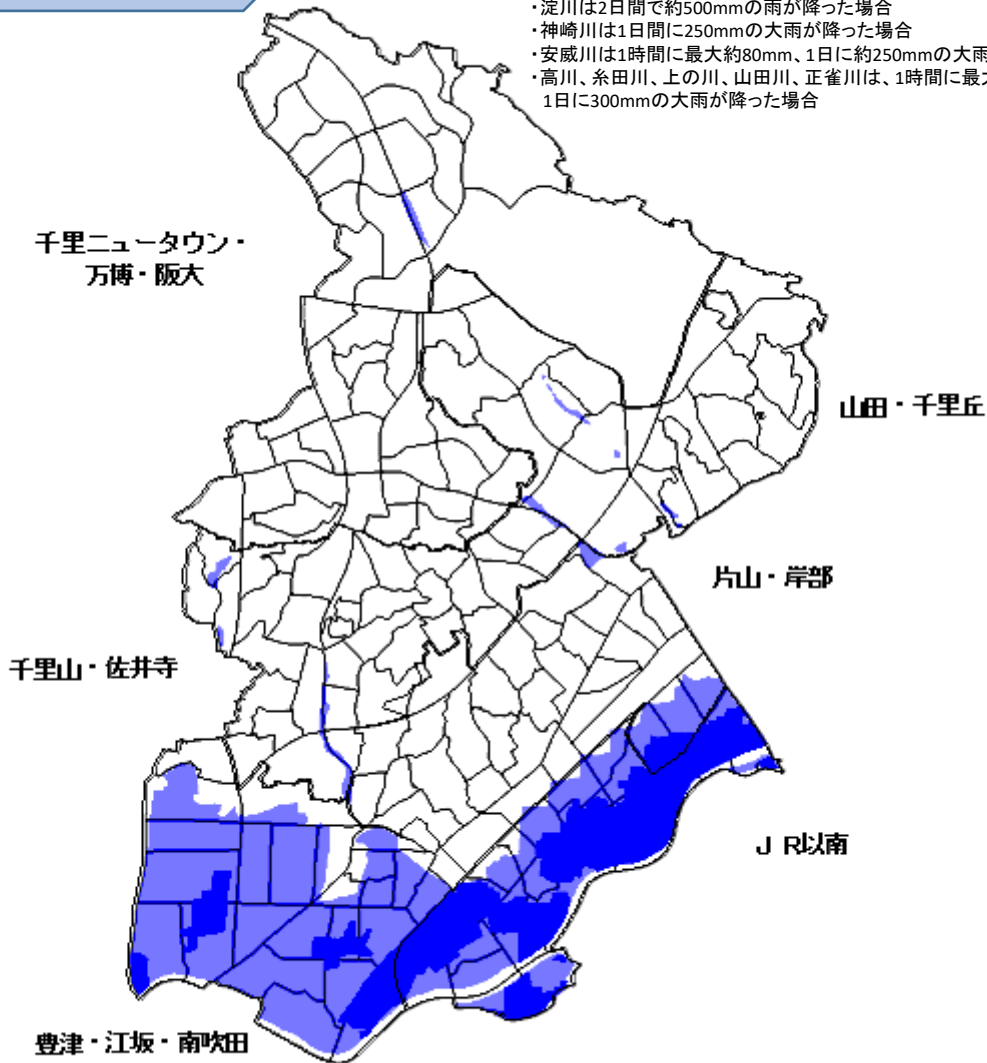 ・淀川は2日間で約500mmの雨が降った場合
・神崎川は1日間に250mmの大雨が降った場合
・安威川は1時間に最大約80mm、1日に約250mmの大雨
・高川、糸田川、上の川、山田川、正雀川は、1時間に最大
1日に300mmの大雨が降った場合
千里ニュータウン・
万博・阪大
山田・千里丘
片山・岸部
千里山・佐井寺
J R以南
豊津・江坂・南吹田